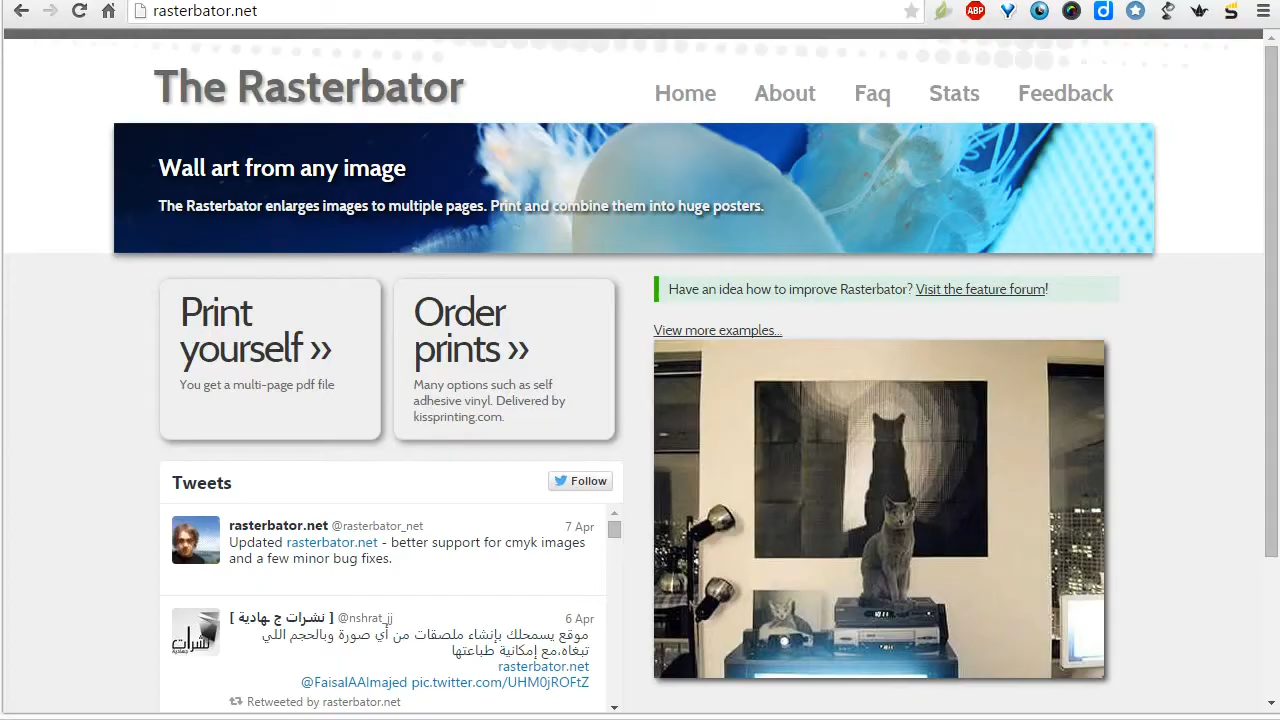 rasterbator.net
ABP
The Rasterbator
Home About Faq Stats Feedback
Wall art from any image
The Rasterbator enlarges images to multiple pages. Print and combine them into huge posters.
Print
yourself ››
You get a multi-page pdf file
Order
prints ››
Many options such as self
adhesive vinyl. Delivered by
kissprinting.com.
Have an idea how to improve Rasterbator? Visit the feature forum!
View more examples...
Tweets
Follow
rasterbator.net @rasterbator_net 7 Apr
Updated rasterbator.net - better support for cmyk images
and a few minor bug fixes.
[ نشرات ج ـهادية ] @nshrat_jj 6 Apr
موقع يسمحلك بإنشاء ملصقات من أي صورة وبالحجم اللي
تبغاه،مع إمكانية طباعتها
rasterbator.net
@FaisalAAlmajed pic.twitter.com/UHM0jROFtZ
Retweeted by rasterbator.net